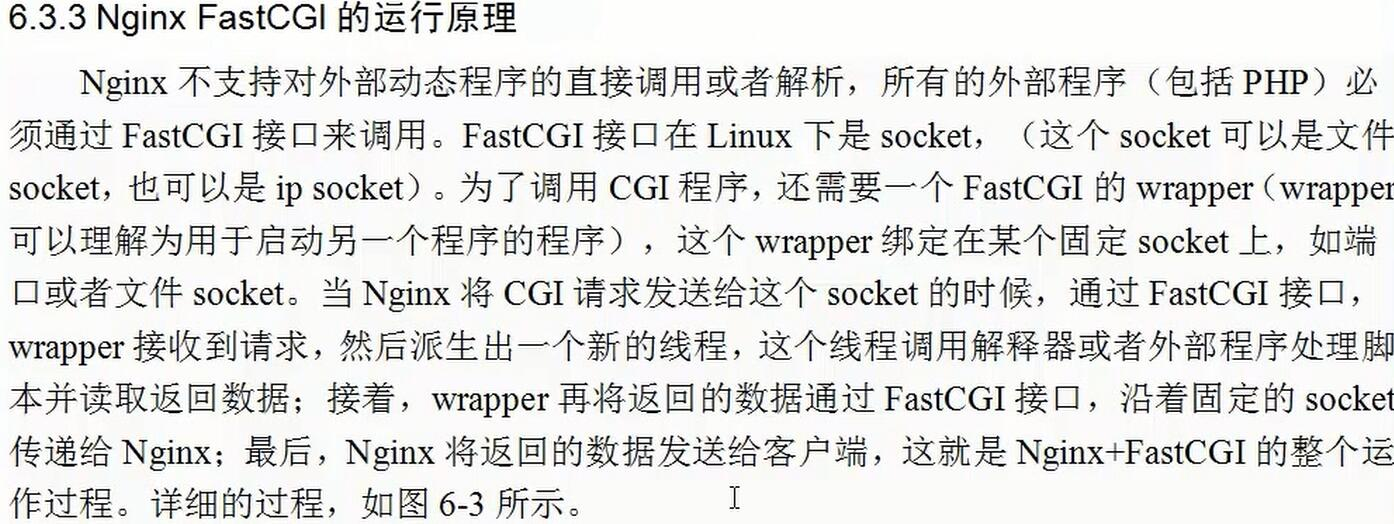 6.3.3 Nginx FastCGI 的运行原理
Nginx 不支持对外部动态程序的直接调用或者解析，所有的外部程序（包括 PHP）必
须通过 FastCGI 接口来调用。FastCGI 接口在 Linux 下是 socket，（这个 socket 可以是文件
socket，也可以是 ip socket）。为了调用 CGI 程序，还需要一个 FastCGI 的 wrapper（wrapper
可以理解为用于启动另一个程序的程序），这个 wrapper 绑定在某个固定 socket 上，如端
口或者文件 socket。当 Nginx 将 CGI 请求发送给这个 socket 的时候，通过 FastCGI 接口，
wrapper 接收到请求，然后派生出一个新的线程，这个线程调用解释器或者外部程序处理脚
本并读取返回数据；接着，wrapper 再将返回的数据通过 FastCGI 接口，沿着固定的 socket
传递给 Nginx；最后，Nginx 将返回的数据发送给客户端，这就是 Nginx+FastCGI 的整个运
作过程。详细的过程，如图 6-3 所示。